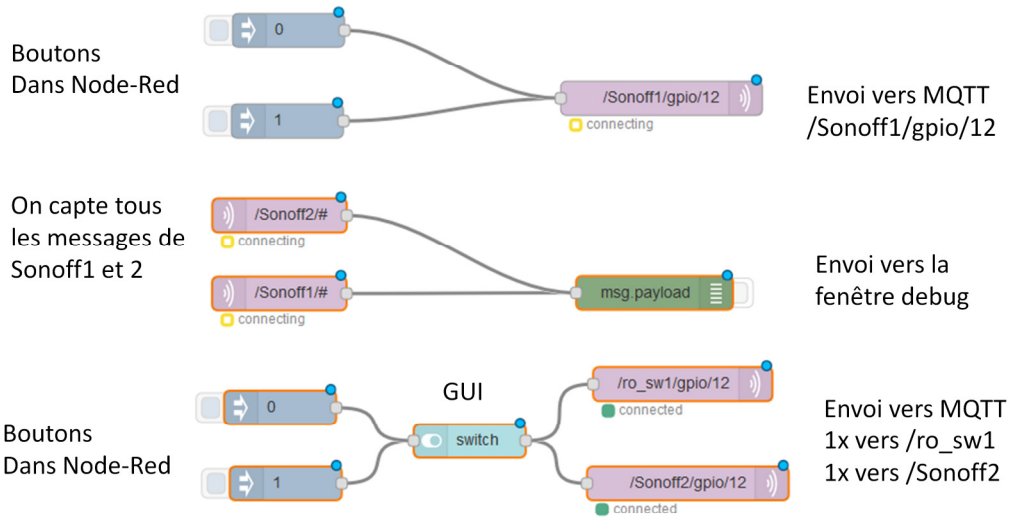 Boutons
Dans Node-Red
0
1
/Sonoff1/gpio/12
connecting
Envoi vers MQTT
/Sonoff1/gpio/12
On capte tous
les messages de
Sonoff1 et 2
/Sonoff2/#
connecting
/Sonoff1/#
connecting
msg.payload
Envoi vers la
fenêtre debug
Boutons
Dans Node-Red
0
1
GUI
switch
/ro_sw1/gpio/12
connected
/Sonoff2/gpio/12
connected
Envoi vers MQTT
1x vers /ro_sw1
1x vers /Sonoff2